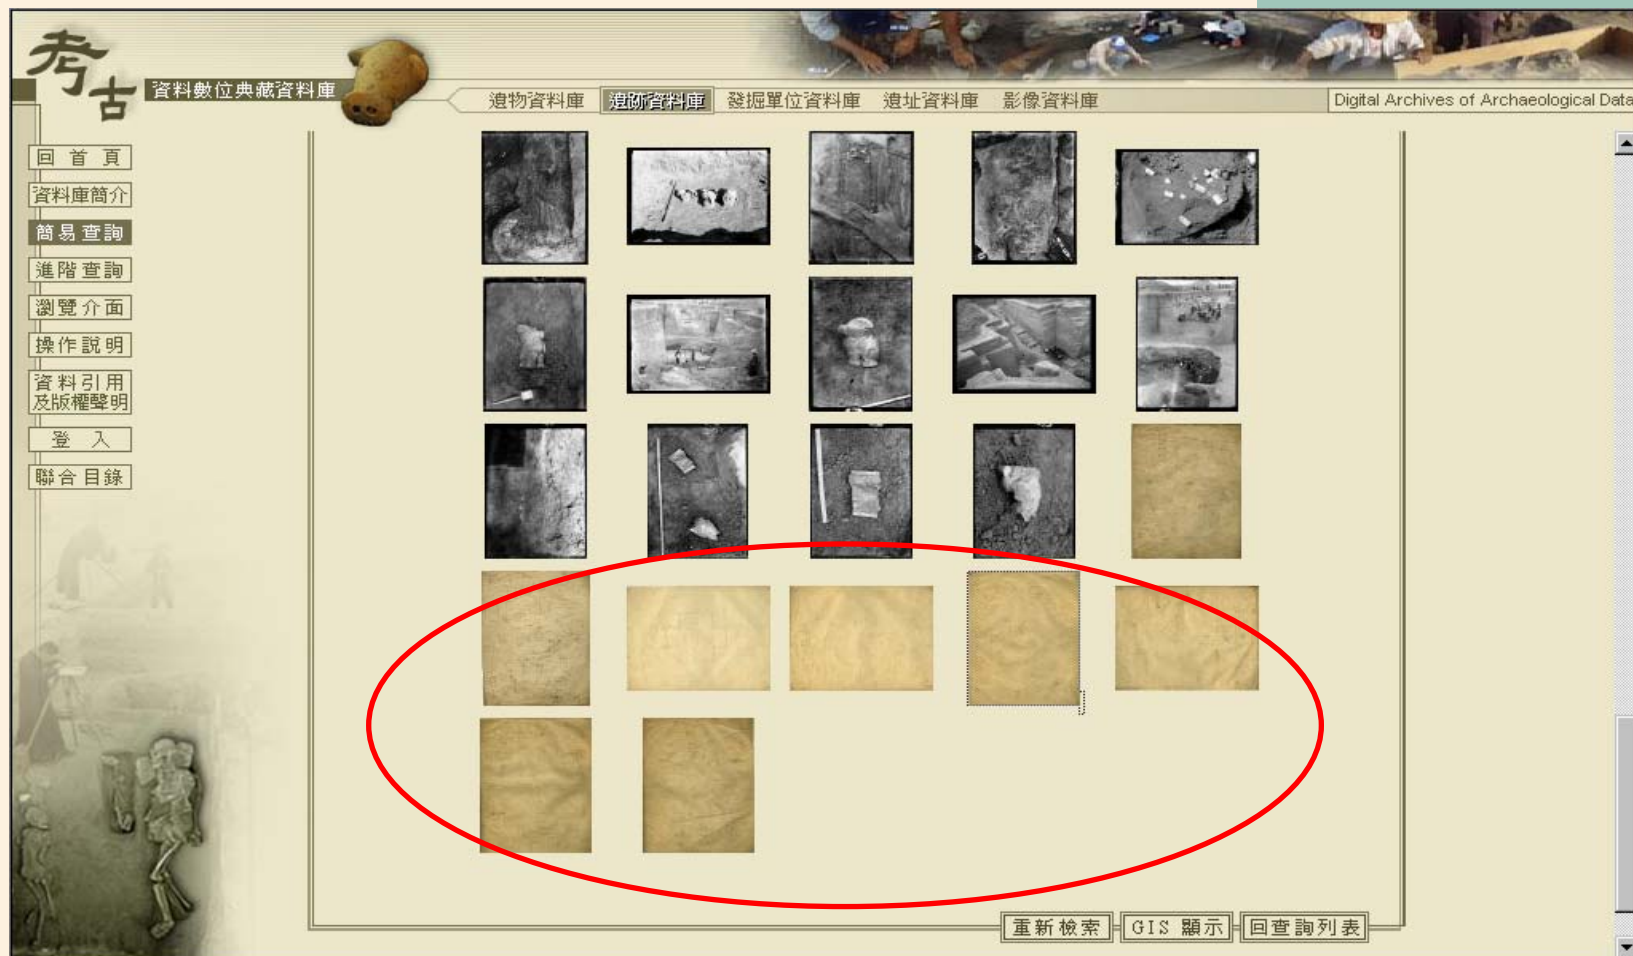 考古
資料數位典藏資料庫
遺物資料庫
遺跡資料庫
發掘單位資料庫
遺址資料庫
影像資料庫
Digital Archives of Archaeological Data
回首頁
資料庫簡介
簡易查詢
進階查詢
瀏覽介面
操作說明
資料引用
及版權聲明
登入
聯合目錄
重新檢索
GIS 顯示
回查詢列表